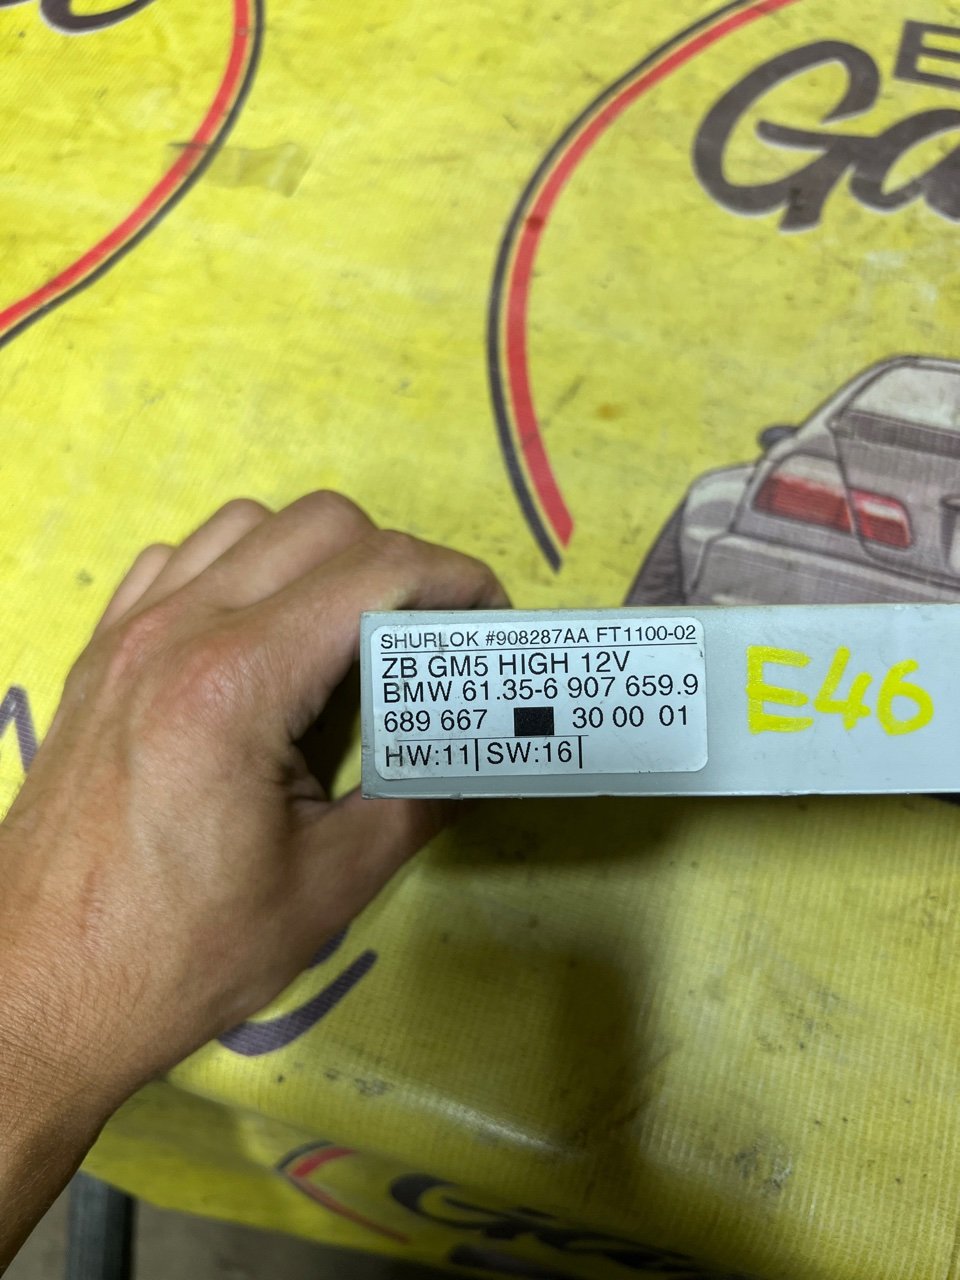 SHURLOK #908287AA FT1100-02
ZB GM5 HIGH 12V
BMW 61.35-6 907 659.9
689 667 30 00 01
HW:11 SW:16
E46